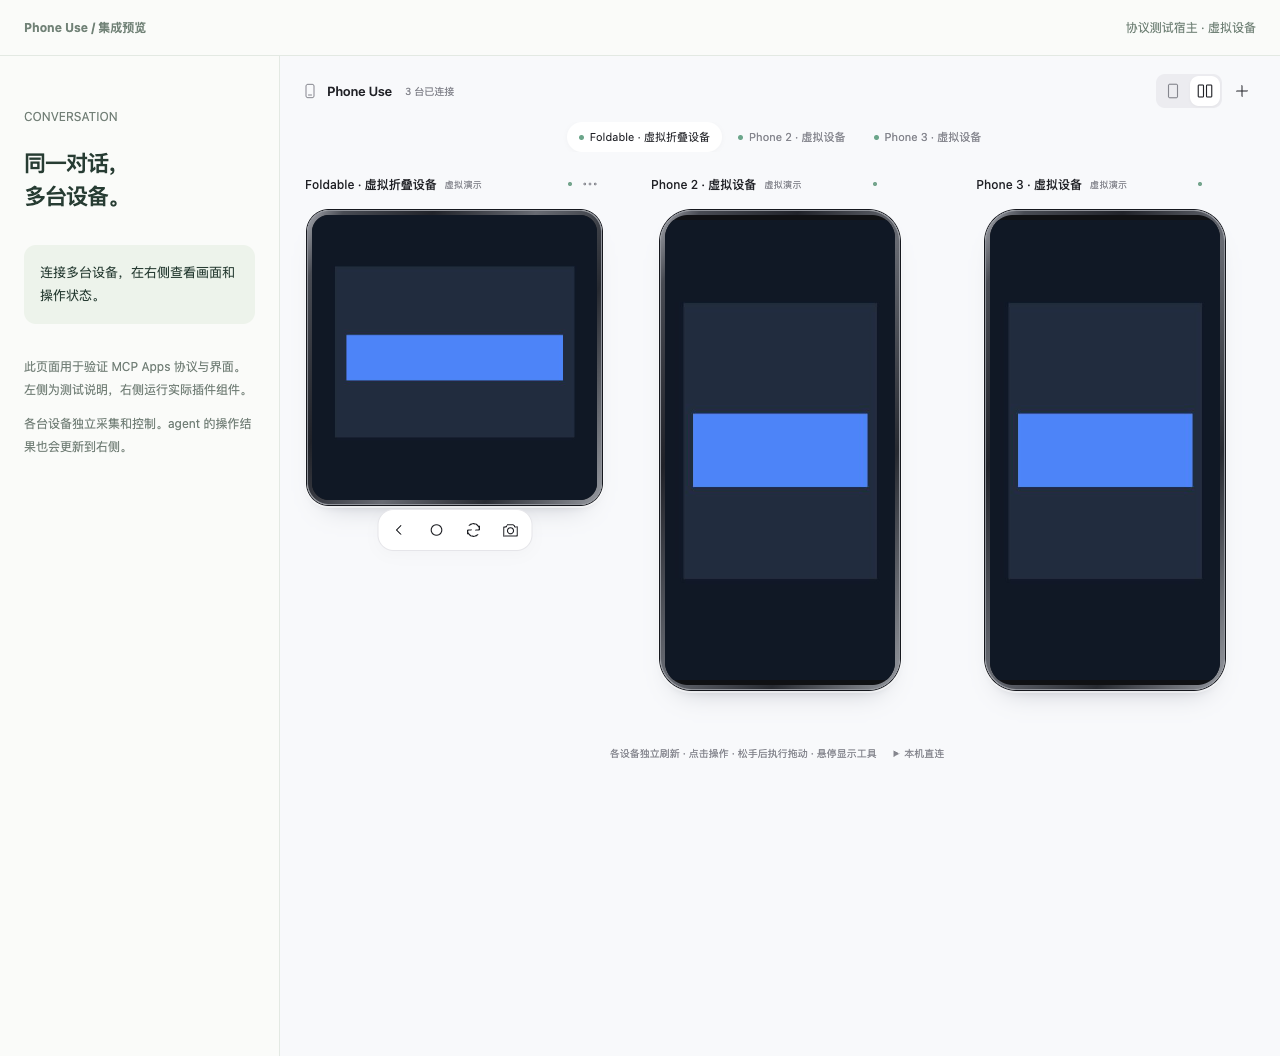 Phone Use / 集成预览
协议测试宿主 · 虚拟设备
CONVERSATION
同一对话,
多台设备。
连接多台设备，在右侧查看画面和
操作状态。
此页面用于验证 MCP Apps 协议与界面。
左侧为测试说明，右侧运行实际插件组件。
各台设备独立采集和控制。agent 的操作结
果也会更新到右侧。
Phone Use 3 台已连接
Foldable · 虚拟折叠设备 Phone 2 · 虚拟设备 Phone 3 · 虚拟设备
Foldable · 虚拟折叠设备 虚拟演示
Phone 2 · 虚拟设备 虚拟演示
Phone 3 · 虚拟设备 虚拟演示
各设备独立刷新 · 点击操作 · 松手后执行拖动 · 悬停显示工具 ▶ 本机直连